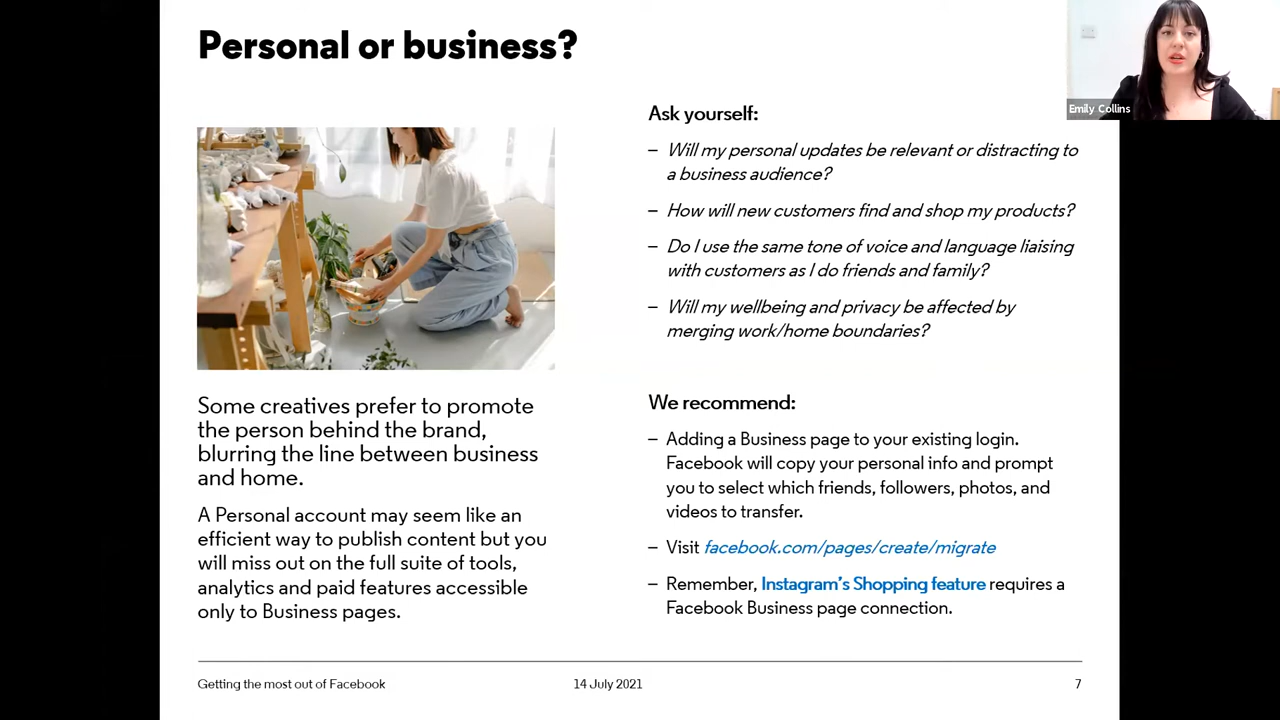 Personal or business?
Emily Collins
Some creatives prefer to promote
the person behind the brand,
blurring the line between business
and home.
A Personal account may seem like an
efficient way to publish content but you
will miss out on the full suite of tools,
analytics and paid features accessible
only to Business pages.
Ask yourself:
– Will my personal updates be relevant or distracting to
a business audience?
– How will new customers find and shop my products?
– Do I use the same tone of voice and language liaising
with customers as I do friends and family?
– Will my wellbeing and privacy be affected by
merging work/home boundaries?
We recommend:
– Adding a Business page to your existing login.
Facebook will copy your personal info and prompt
you to select which friends, followers, photos, and
videos to transfer.
– Visit facebook.com/pages/create/migrate
– Remember, Instagram's Shopping feature requires a
Facebook Business page connection.
Getting the most out of Facebook
14 July 2021
7